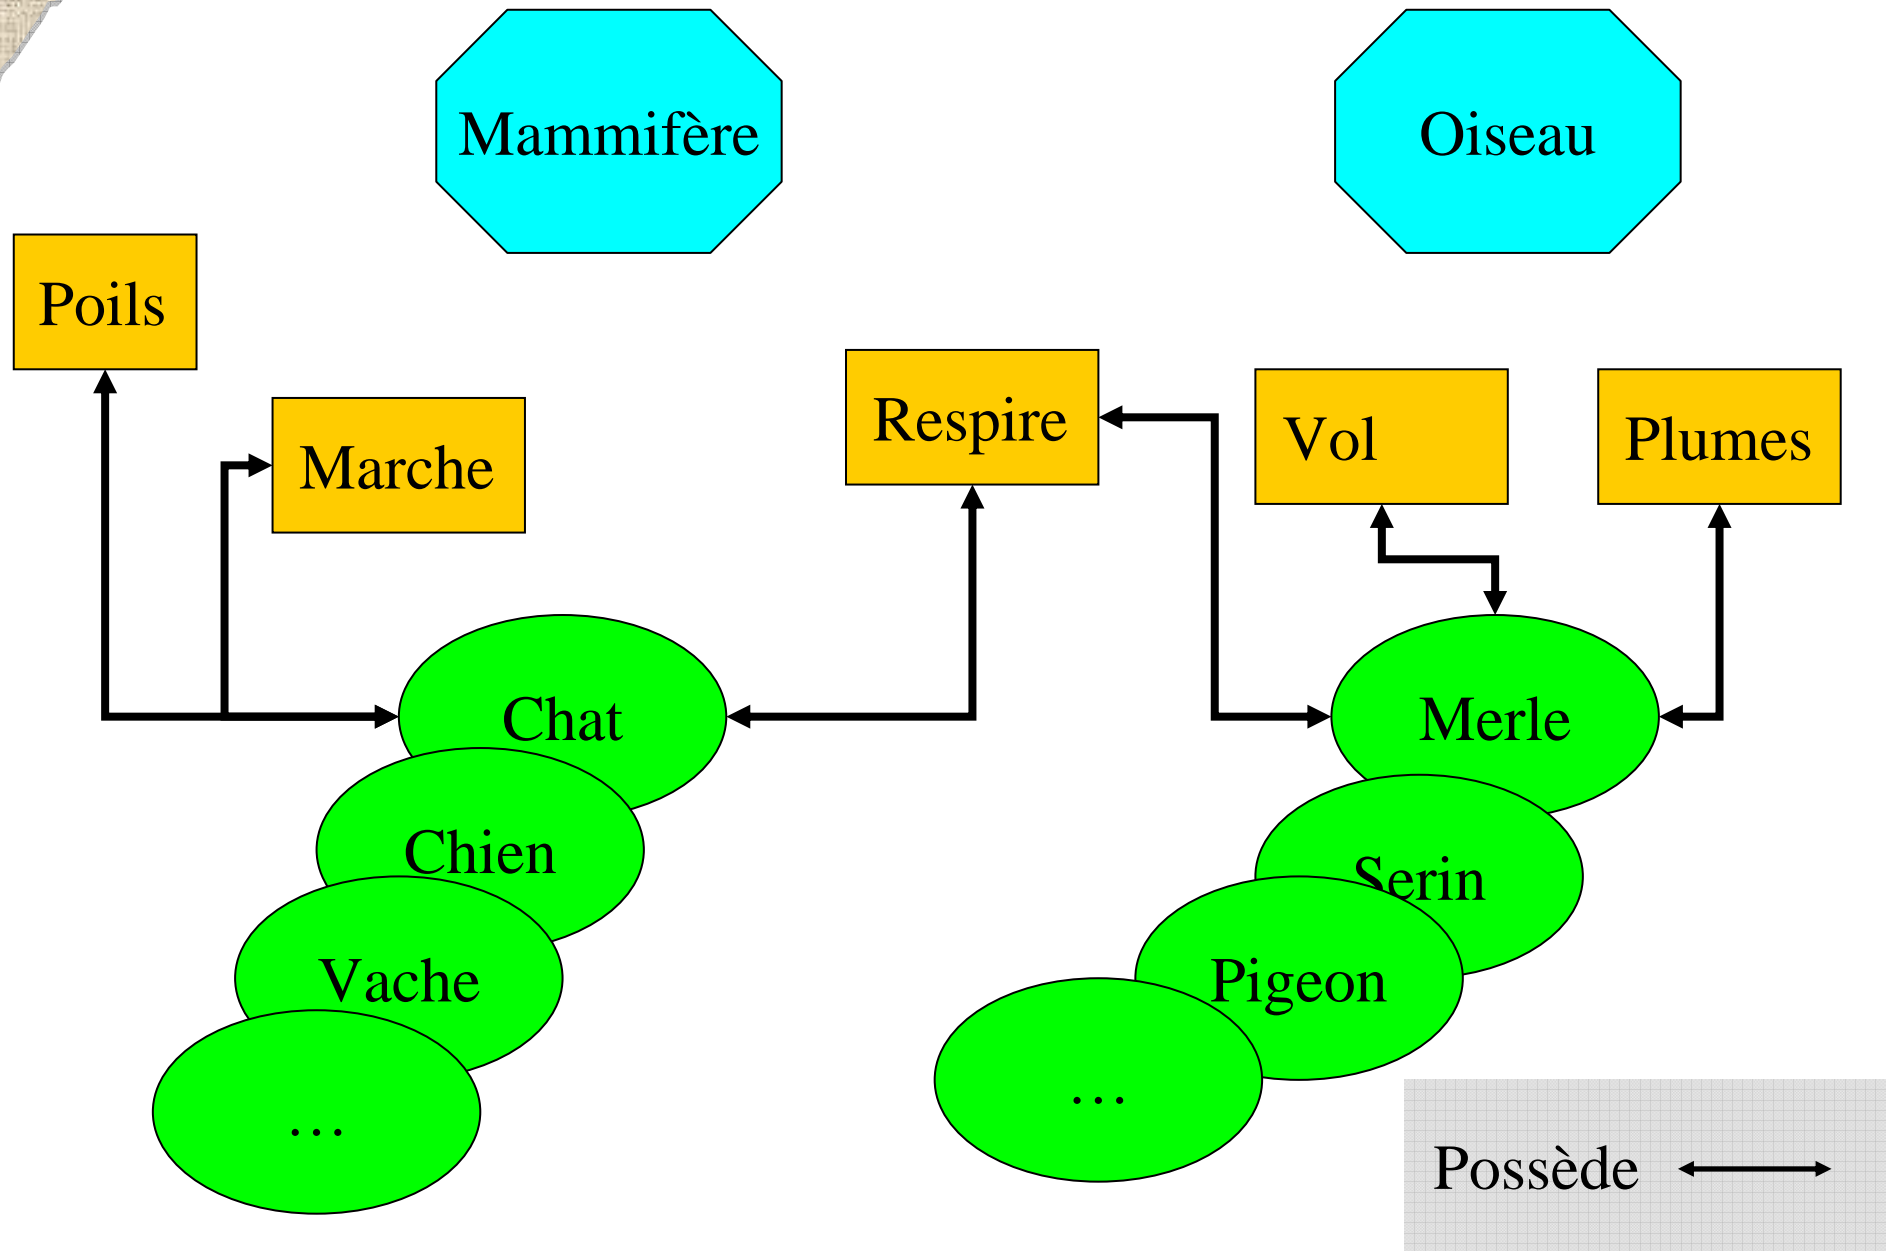 Mammifère
Oiseau
Poils
Marche
Respire
Vol
Plumes
Chat
Chien
Vache
…
Merle
Serin
Pigeon
…
Possède